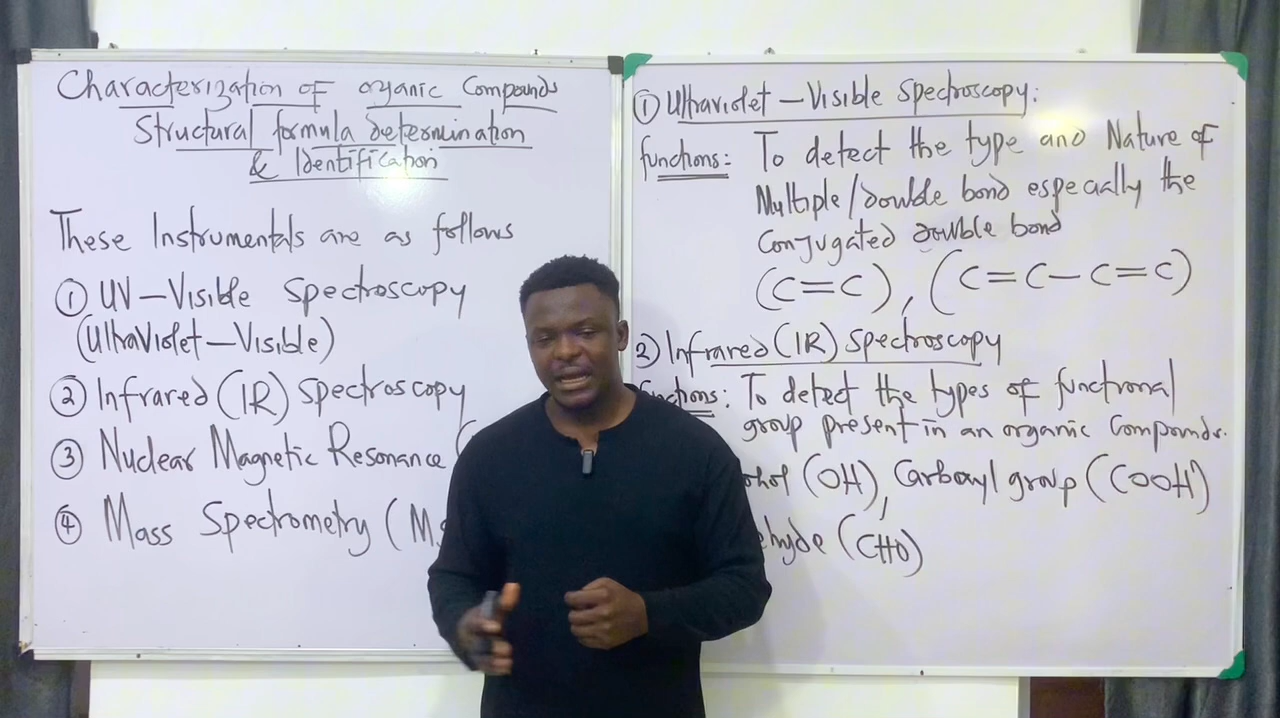 Characterization of organic Compounds
Structural formula determination
& Identification
These Instrumentals are as follows
① UV-Visible Spectroscopy
(Ultraviolet-Visible)
② Infrared (IR) Spectroscopy
③ Nuclear Magnetic Resonance (
④ Mass Spectrometry (M
① Ultraviolet-Visible Spectroscopy:
functions: To detect the type and Nature of
Multiple/double bond especially the
Conjugated double bond
(C=C), (C=C-C=C)
2) Infrared (IR) Spectroscopy
nctions: To detect the types of functional
group present in an organic Compounds.
ohol (OH), Carboxyl group (COOH)
ehyde (CHO)